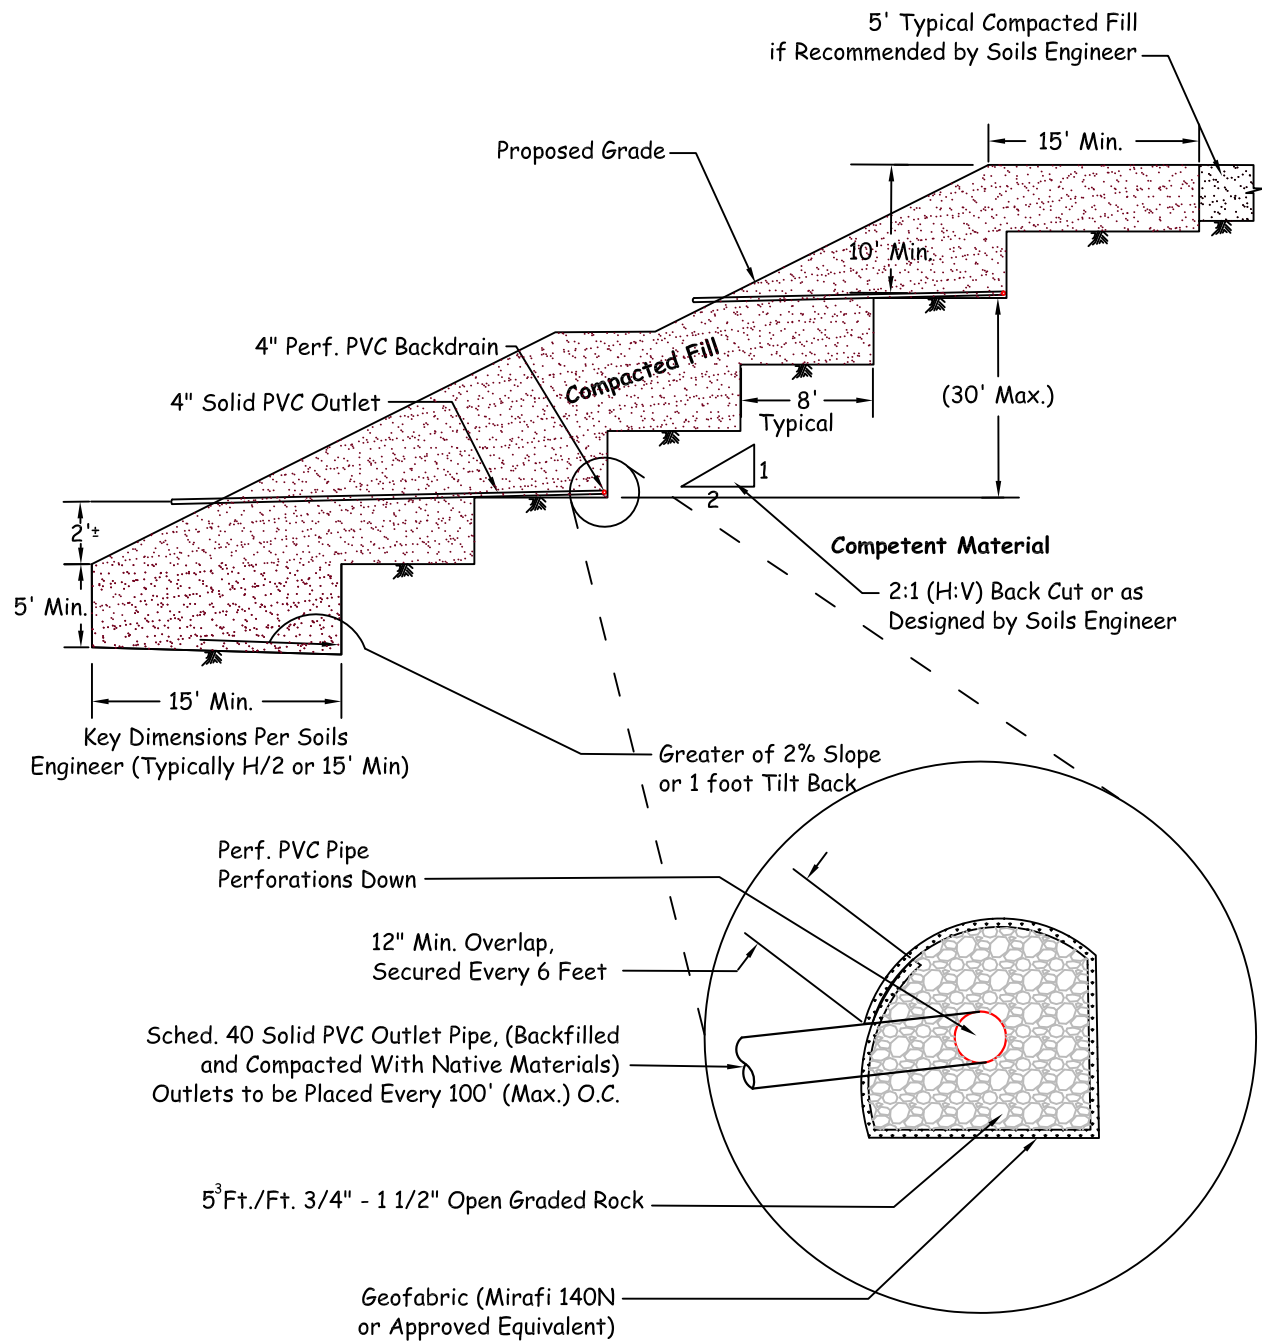 5' Typical Compacted Fill
if Recommended by Soils Engineer
15' Min.
Proposed Grade
10' Min.
4" Perf. PVC Backdrain
Compacted Fill
4" Solid PVC Outlet
(30' Max.)
8'
Typical
1
2
2'±
Competent Material
5' Min.
2:1 (H:V) Back Cut or as
Designed by Soils Engineer
15' Min.
Key Dimensions Per Soils
Engineer (Typically H/2 or 15' Min)
Greater of 2% Slope
or 1 foot Tilt Back
Perf. PVC Pipe
Perforations Down
12" Min. Overlap,
Secured Every 6 Feet
Sched. 40 Solid PVC Outlet Pipe, (Backfilled
and Compacted With Native Materials)
Outlets to be Placed Every 100' (Max.) O.C.
5³Ft./Ft. 3/4" - 1 1/2" Open Graded Rock
Geofabric (Mirafi 140N
or Approved Equivalent)